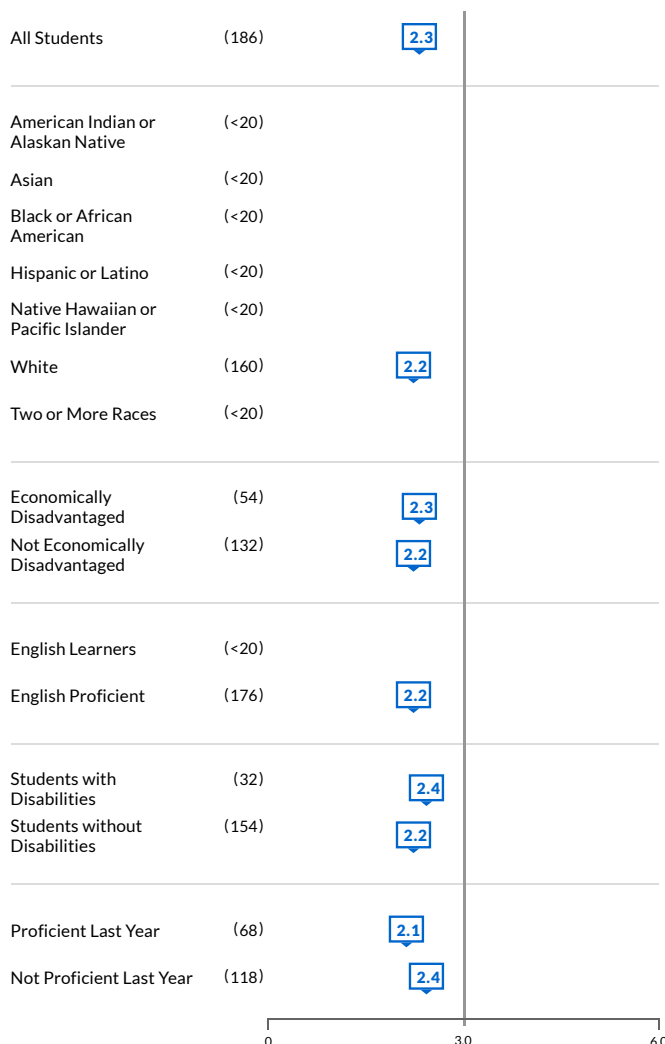 All Students (186) 2.3
American Indian or (<20)
Alaskan Native
Asian (<20)
Black or African (<20)
American
Hispanic or Latino (<20)
Native Hawaiian or (<20)
Pacific Islander
White (160) 2.2
Two or More Races (<20)
Economically (54) 2.3
Disadvantaged
Not Economically (132) 2.2
Disadvantaged
English Learners (<20)
English Proficient (176) 2.2
Students with (32) 2.4
Disabilities
Students without (154) 2.2
Disabilities
Proficient Last Year (68) 2.1
Not Proficient Last Year (118) 2.4
0 3.0 6.0